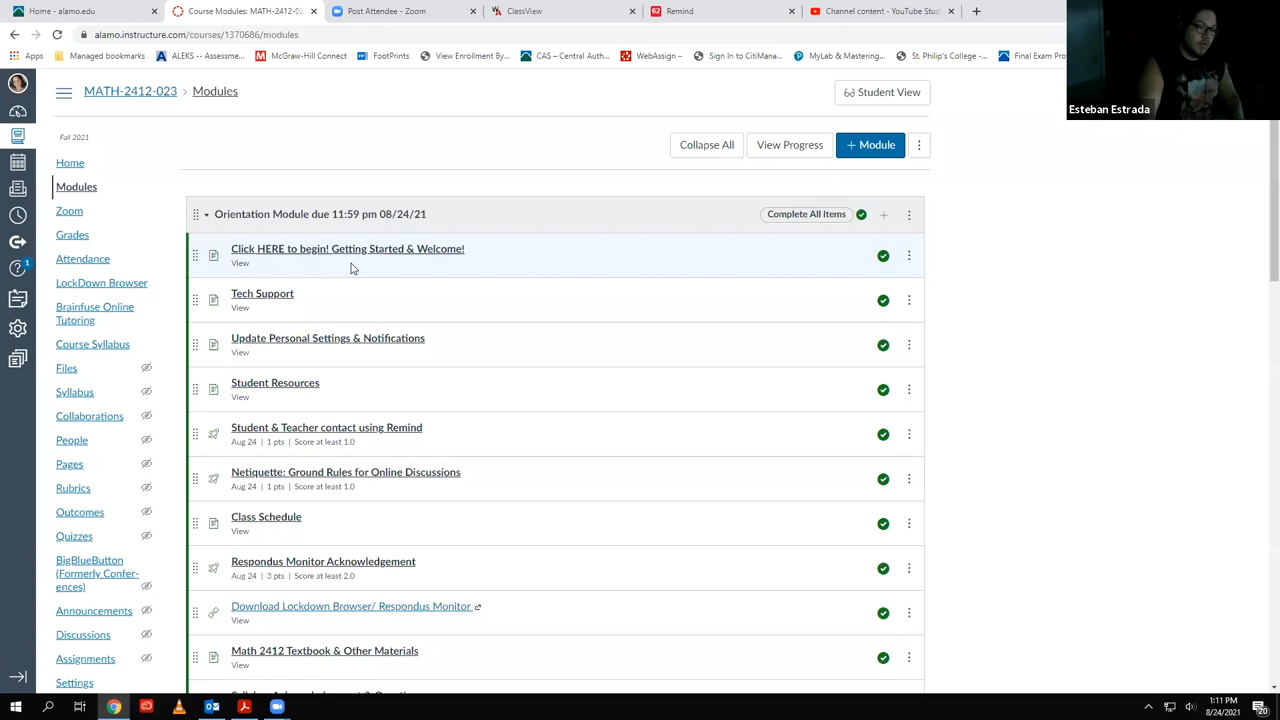 Home - alamo.edu
Course Modules: MATH-2412-02
Post Attendee - Zoom
ClassView
Remind
Channel content - YouTube Stud
alamo.instructure.com/courses/1370686/modules
Apps
Managed bookmarks
ALEKS -- Assessme...
McGraw-Hill Connect
FootPrints
View Enrollment By...
CAS – Central Auth...
WebAssign –
Sign In to CitiMana...
MyLab & Mastering...
St. Philip's College -...
Final Exam Pro
Esteban Estrada
MATH-2412-023 › Modules
Student View
Fall 2021
Collapse All
View Progress
+ Module
Home
Modules
Zoom
Grades
Attendance
LockDown Browser
Brainfuse Online
Tutoring
Course Syllabus
Files
Syllabus
Collaborations
People
Pages
Rubrics
Outcomes
Quizzes
BigBlueButton
(Formerly Confer-
ences)
Announcements
Discussions
Assignments
Settings
Orientation Module due 11:59 pm 08/24/21
Complete All Items
Click HERE to begin! Getting Started & Welcome!
View
Tech Support
View
Update Personal Settings & Notifications
View
Student Resources
View
Student & Teacher contact using Remind
Aug 24 | 1 pts | Score at least 1.0
Netiquette: Ground Rules for Online Discussions
Aug 24 | 1 pts | Score at least 1.0
Class Schedule
View
Respondus Monitor Acknowledgement
Aug 24 | 3 pts | Score at least 2.0
Download Lockdown Browser/ Respondus Monitor
View
Math 2412 Textbook & Other Materials
View
1:11 PM
8/24/2021
20